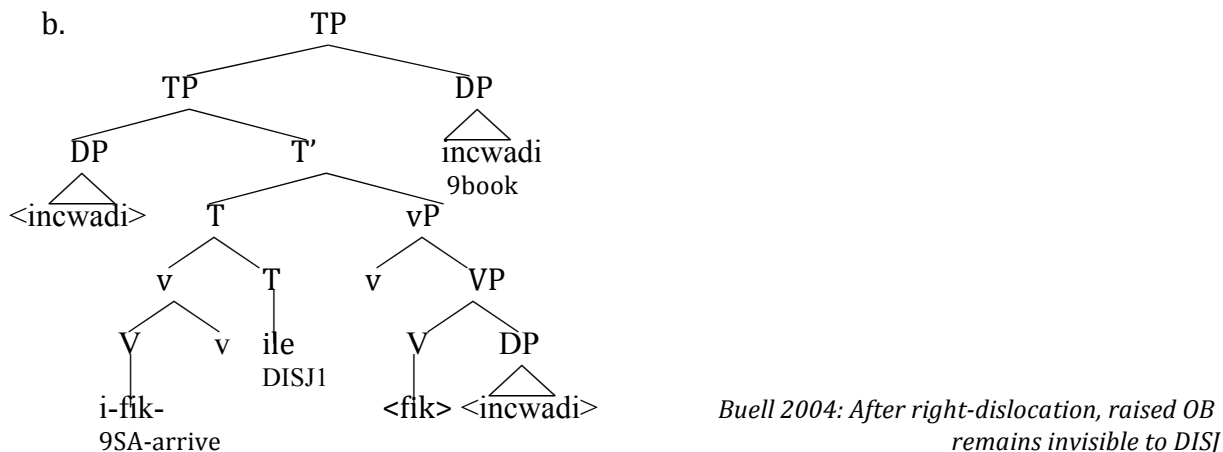 b.
TP
TP DP
DP T’ incwadi
9book
<incwadi> T vP
v T v VP
V v ile V DP
DISJ1
i-fik- <fik> <incwadi> Buell 2004: After right-dislocation, raised OB
9SA-arrive remains invisible to DISJ